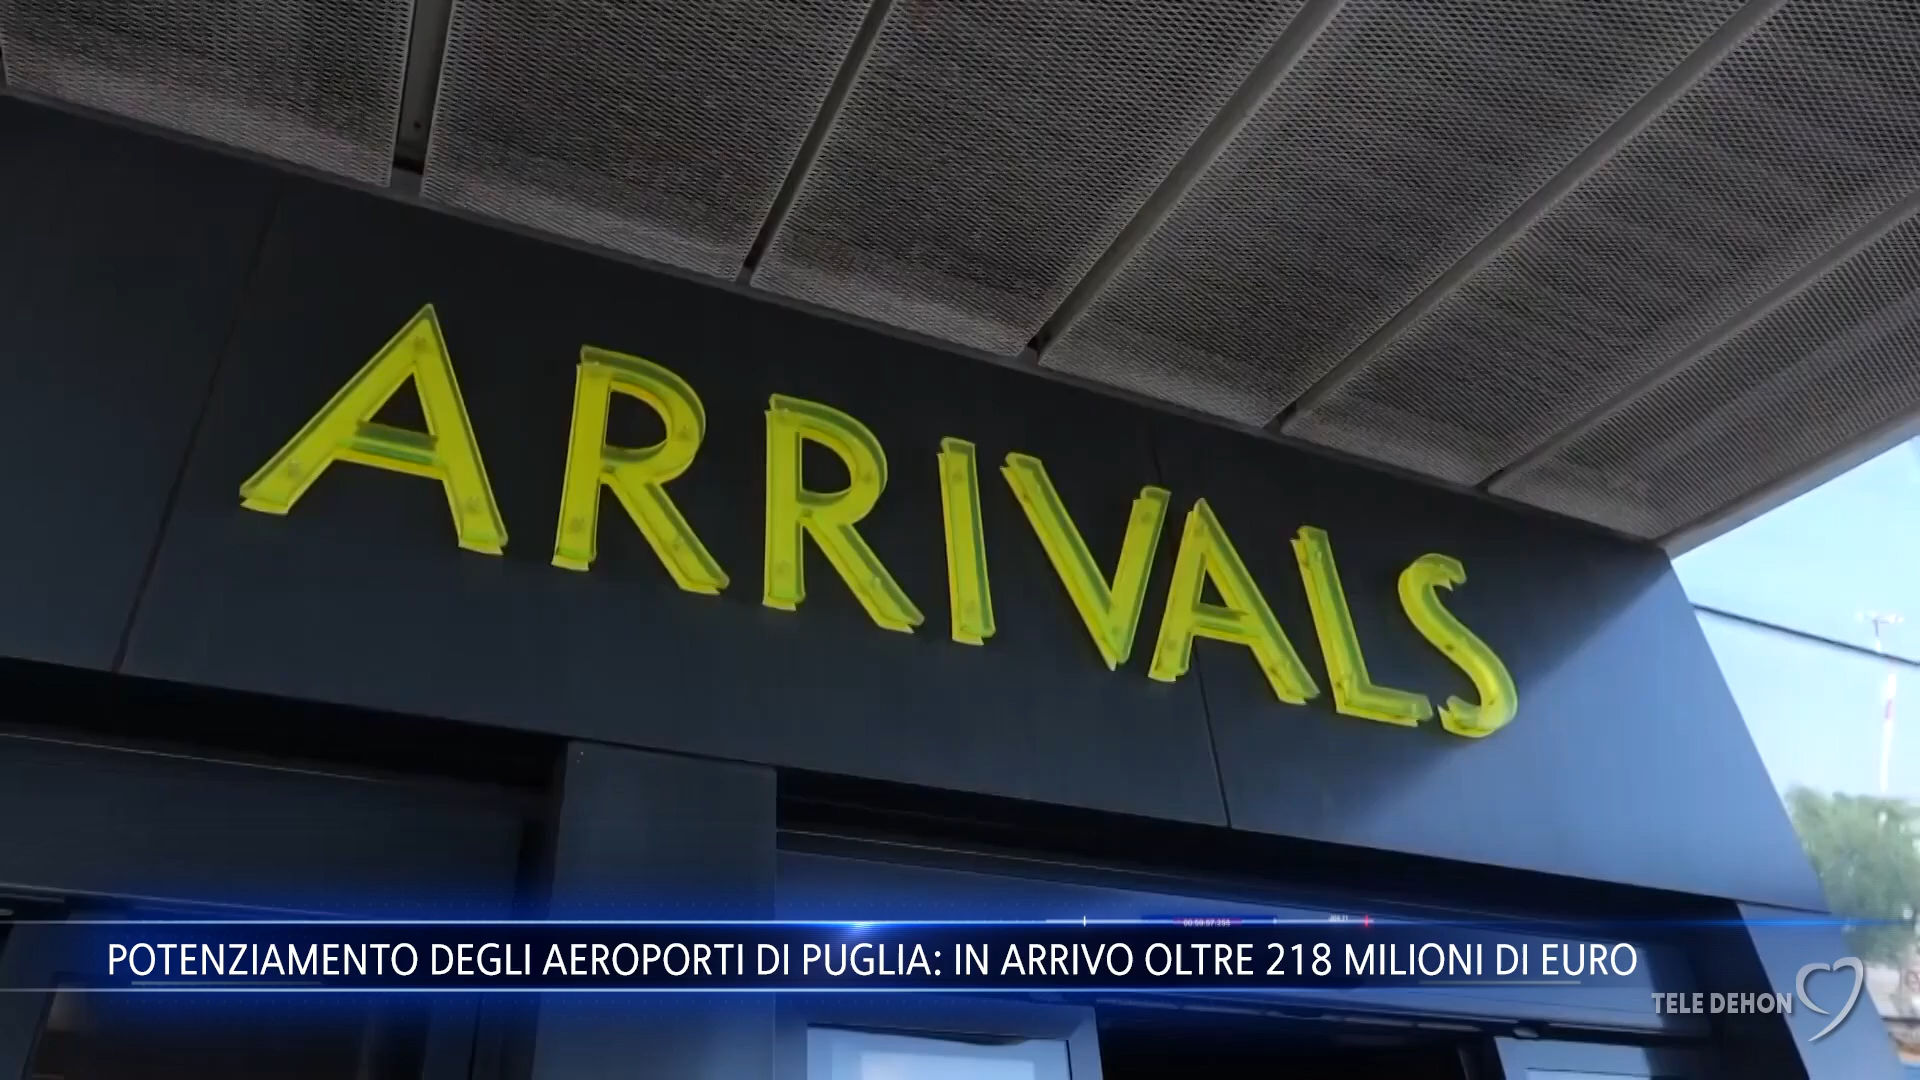 ARRIVALS
POTENZIAMENTO DEGLI AEROPORTI DI PUGLIA: IN ARRIVO OLTRE 218 MILIONI DI EURO
TELE DEHON